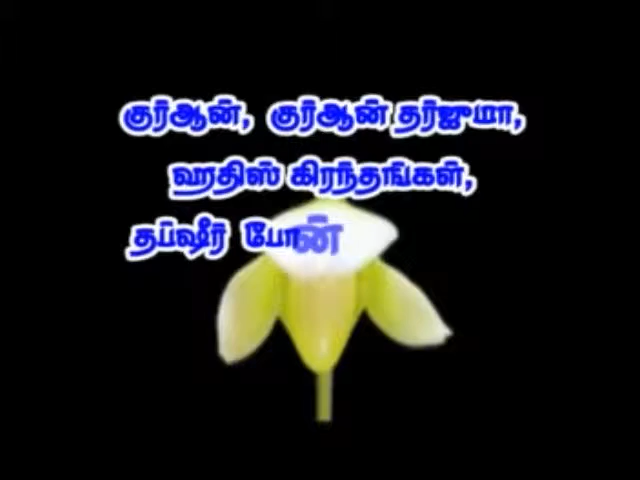 குர்ஆன், குர்ஆன் தர்ஜுமா,
ஹதிஸ் கிரந்தங்கள்,
தப்ஷீர் போன்